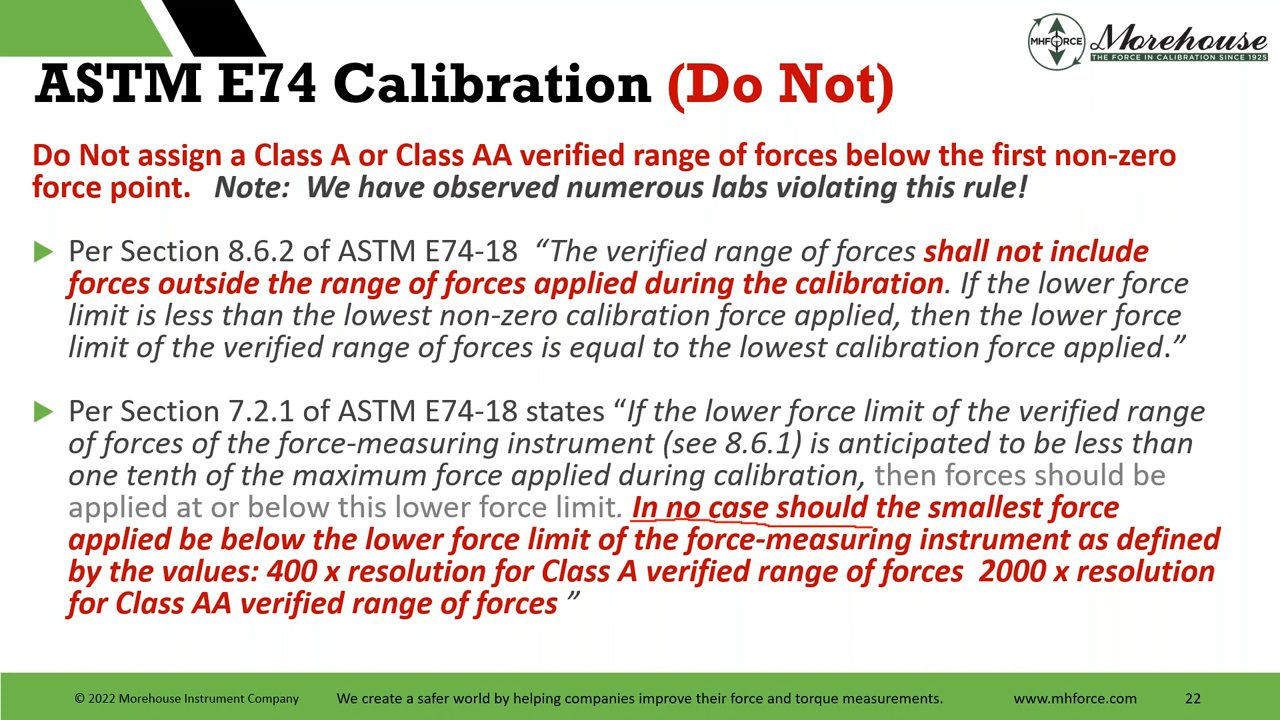 MHFORCE
Morehouse
THE FORCE IN CALIBRATION SINCE 1925
ASTM E74 Calibration (Do Not)
Do Not assign a Class A or Class AA verified range of forces below the first non-zero
force point. Note: We have observed numerous labs violating this rule!
Per Section 8.6.2 of ASTM E74-18 “The verified range of forces shall not include
forces outside the range of forces applied during the calibration. If the lower force
limit is less than the lowest non-zero calibration force applied, then the lower force
limit of the verified range of forces is equal to the lowest calibration force applied.”
Per Section 7.2.1 of ASTM E74-18 states “If the lower force limit of the verified range
of forces of the force-measuring instrument (see 8.6.1) is anticipated to be less than
one tenth of the maximum force applied during calibration, then forces should be
applied at or below this lower force limit. In no case should the smallest force
applied be below the lower force limit of the force-measuring instrument as defined
by the values: 400 x resolution for Class A verified range of forces 2000 x resolution
for Class AA verified range of forces ”
© 2022 Morehouse Instrument Company We create a safer world by helping companies improve their force and torque measurements. www.mhforce.com 22